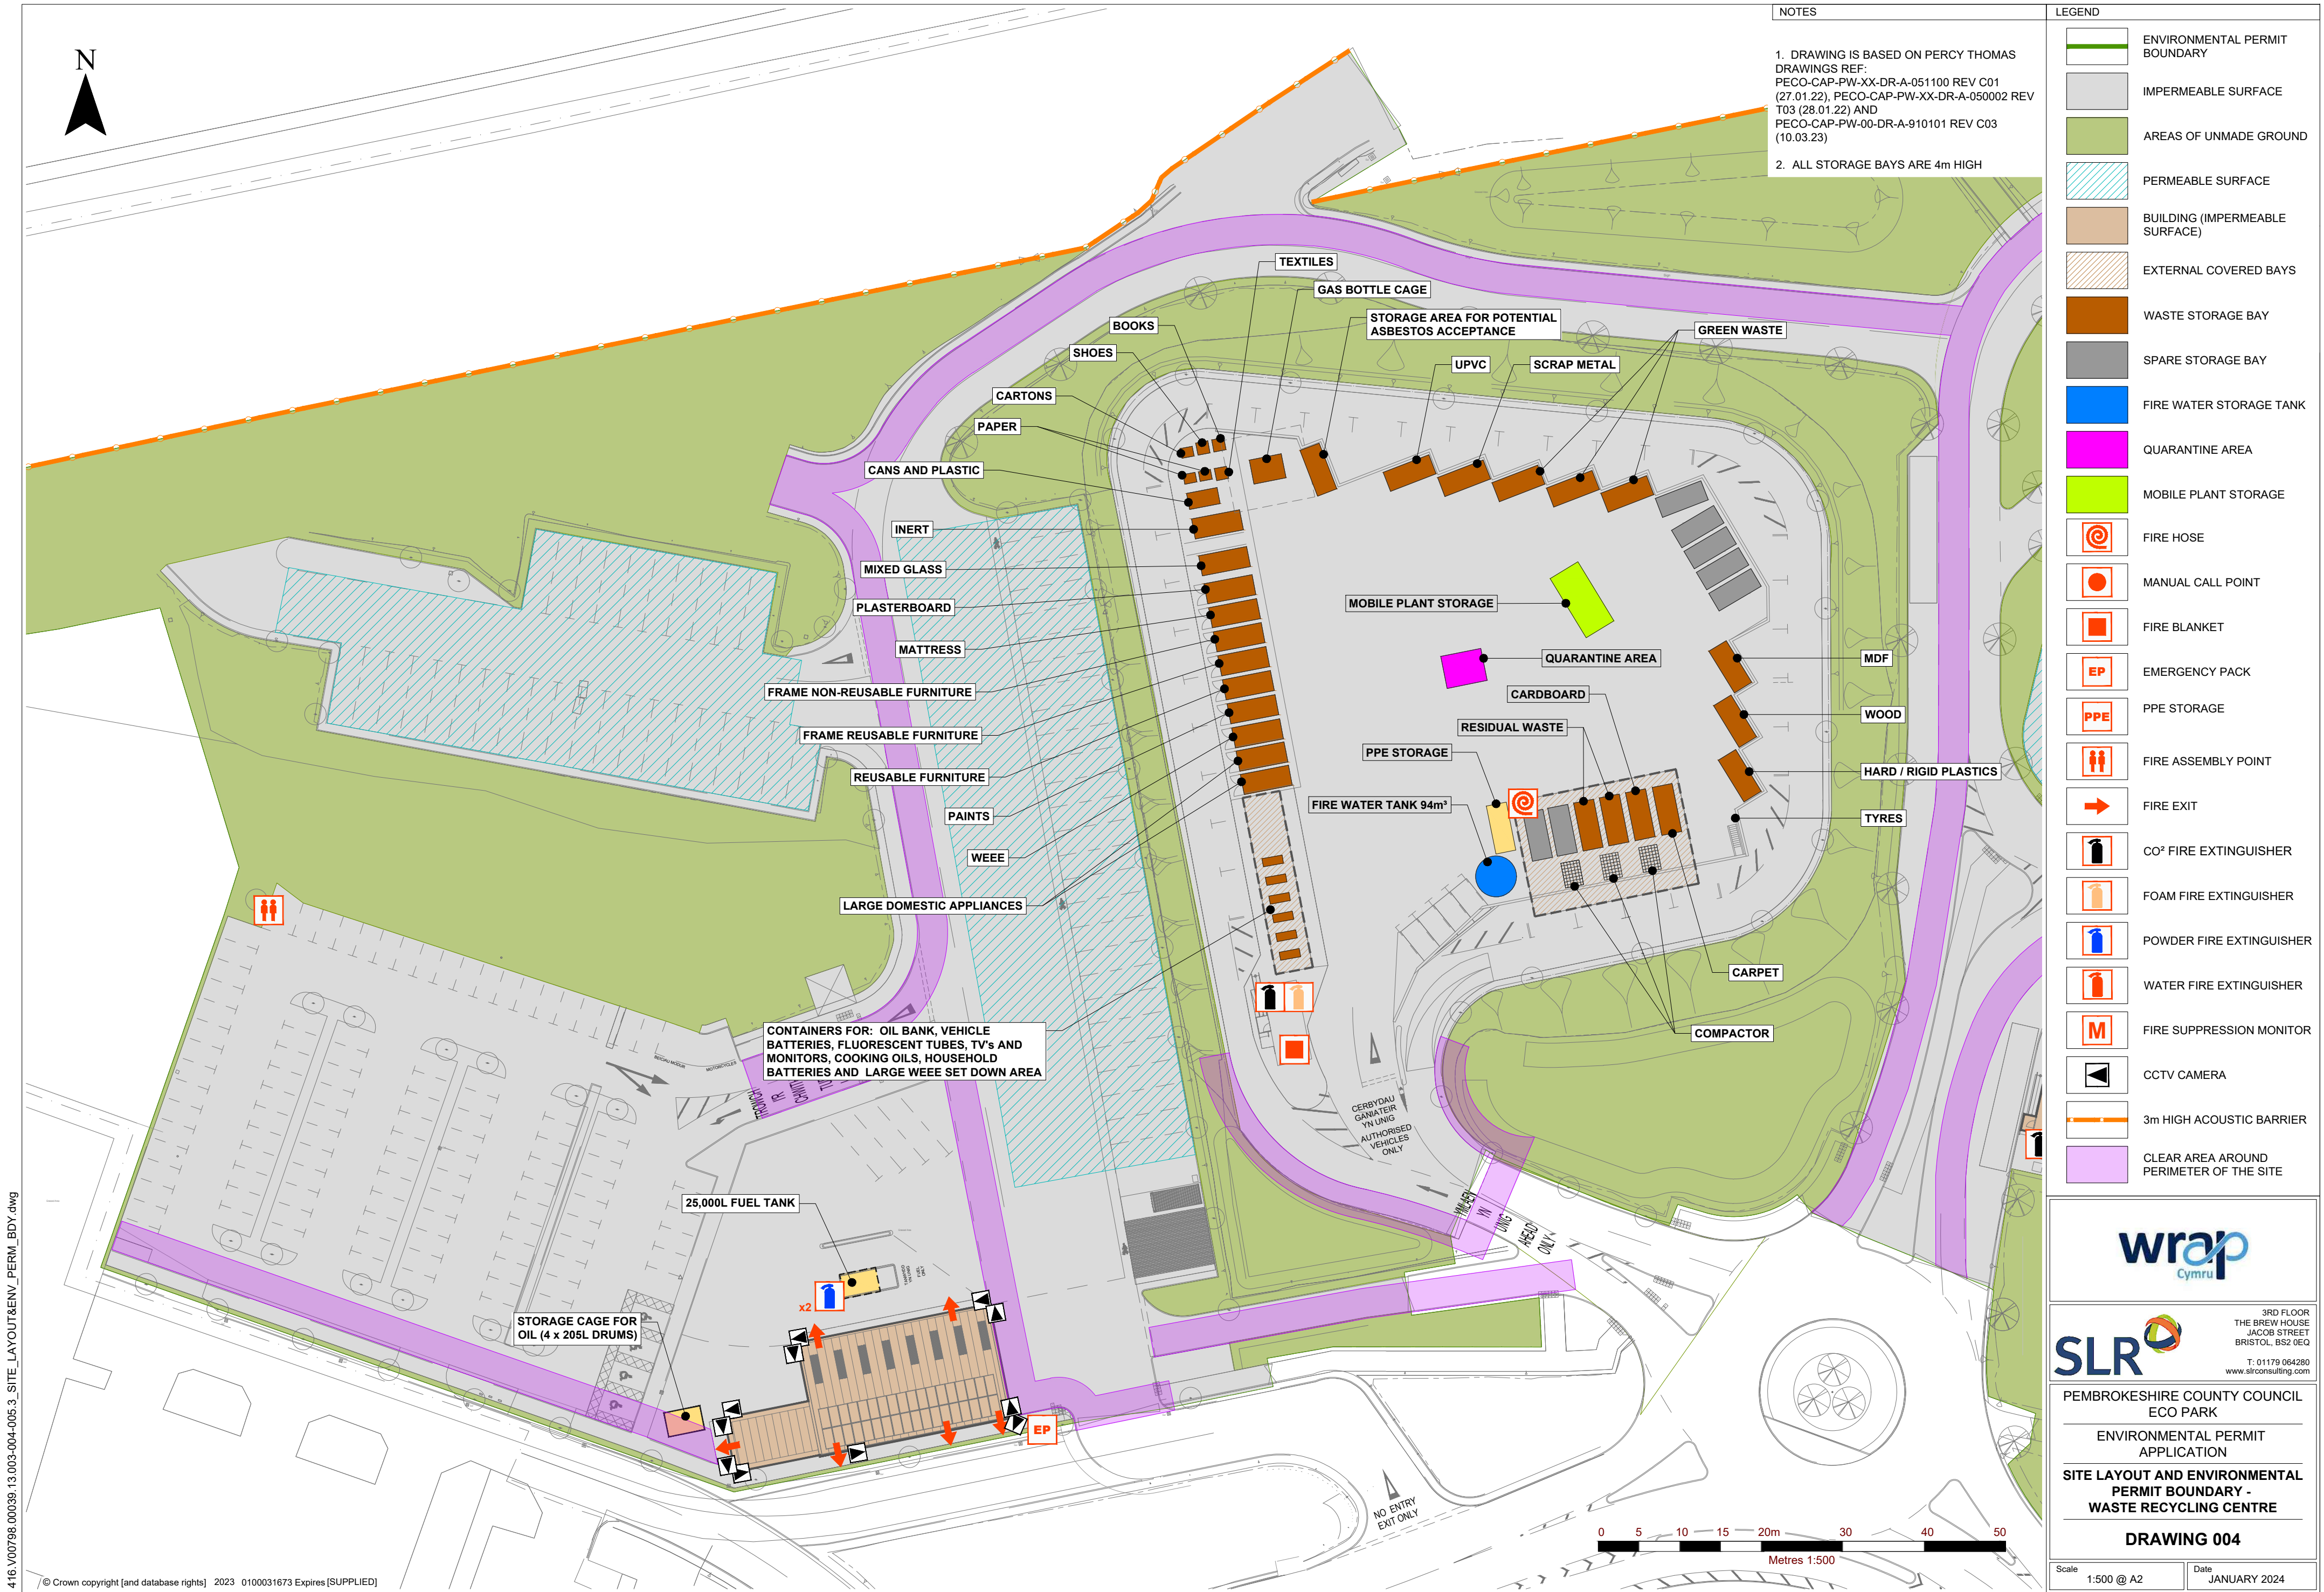 NOTES
1. DRAWING IS BASED ON PERCY THOMAS
DRAWINGS REF:
PECO-CAP-PW-XX-DR-A-051100 REV C01
(27.01.22), PECO-CAP-PW-XX-DR-A-050002 REV
T03 (28.01.22) AND
PECO-CAP-PW-00-DR-A-910101 REV C03
(10.03.23)
2. ALL STORAGE BAYS ARE 4m HIGH
LEGEND
ENVIRONMENTAL PERMIT
BOUNDARY
IMPERMEABLE SURFACE
AREAS OF UNMADE GROUND
PERMEABLE SURFACE
BUILDING (IMPERMEABLE
SURFACE)
EXTERNAL COVERED BAYS
WASTE STORAGE BAY
SPARE STORAGE BAY
FIRE WATER STORAGE TANK
QUARANTINE AREA
MOBILE PLANT STORAGE
FIRE HOSE
MANUAL CALL POINT
FIRE BLANKET
EP
EMERGENCY PACK
PPE
PPE STORAGE
FIRE ASSEMBLY POINT
FIRE EXIT
CO² FIRE EXTINGUISHER
FOAM FIRE EXTINGUISHER
POWDER FIRE EXTINGUISHER
WATER FIRE EXTINGUISHER
M
FIRE SUPPRESSION MONITOR
CCTV CAMERA
3m HIGH ACOUSTIC BARRIER
CLEAR AREA AROUND
PERIMETER OF THE SITE
wrap
Cymru
SLR
3RD FLOOR
THE BREW HOUSE
JACOB STREET
BRISTOL, BS2 0EQ
T: 01179 064280
www.slrconsulting.com
PEMBROKESHIRE COUNTY COUNCIL
ECO PARK
ENVIRONMENTAL PERMIT
APPLICATION
SITE LAYOUT AND ENVIRONMENTAL
PERMIT BOUNDARY -
WASTE RECYCLING CENTRE
DRAWING 004
Scale
1:500 @ A2
Date
JANUARY 2024
N
TEXTILES
GAS BOTTLE CAGE
BOOKS
STORAGE AREA FOR POTENTIAL
ASBESTOS ACCEPTANCE
GREEN WASTE
SHOES
UPVC
SCRAP METAL
CARTONS
PAPER
CANS AND PLASTIC
INERT
MIXED GLASS
PLASTERBOARD
MOBILE PLANT STORAGE
MATTRESS
QUARANTINE AREA
MDF
FRAME NON-REUSABLE FURNITURE
CARDBOARD
WOOD
RESIDUAL WASTE
FRAME REUSABLE FURNITURE
PPE STORAGE
HARD / RIGID PLASTICS
REUSABLE FURNITURE
FIRE WATER TANK 94m³
PAINTS
TYRES
WEEE
LARGE DOMESTIC APPLIANCES
CARPET
COMPACTOR
CONTAINERS FOR: OIL BANK, VEHICLE
BATTERIES, FLUORESCENT TUBES, TV's AND
MONITORS, COOKING OILS, HOUSEHOLD
BATTERIES AND LARGE WEEE SET DOWN AREA
MOTORCYCLES
CERBYDAU
GANIATEIR
YN UNIG
AUTHORISED
VEHICLES
ONLY
YMLAEN
YN
UNIG
AHEAD
ONLY
25,000L FUEL TANK
x2
STORAGE CAGE FOR
OIL (4 x 205L DRUMS)
EP
NO ENTRY
EXIT ONLY
0 5 10 15 20m 30 40 50
Metres 1:500
© Crown copyright [and database rights] 2023 0100031673 Expires [SUPPLIED]
416.V00798.00039.13.003-004-005.3_SITE_LAYOUT&ENV_PERM_BDY.dwg